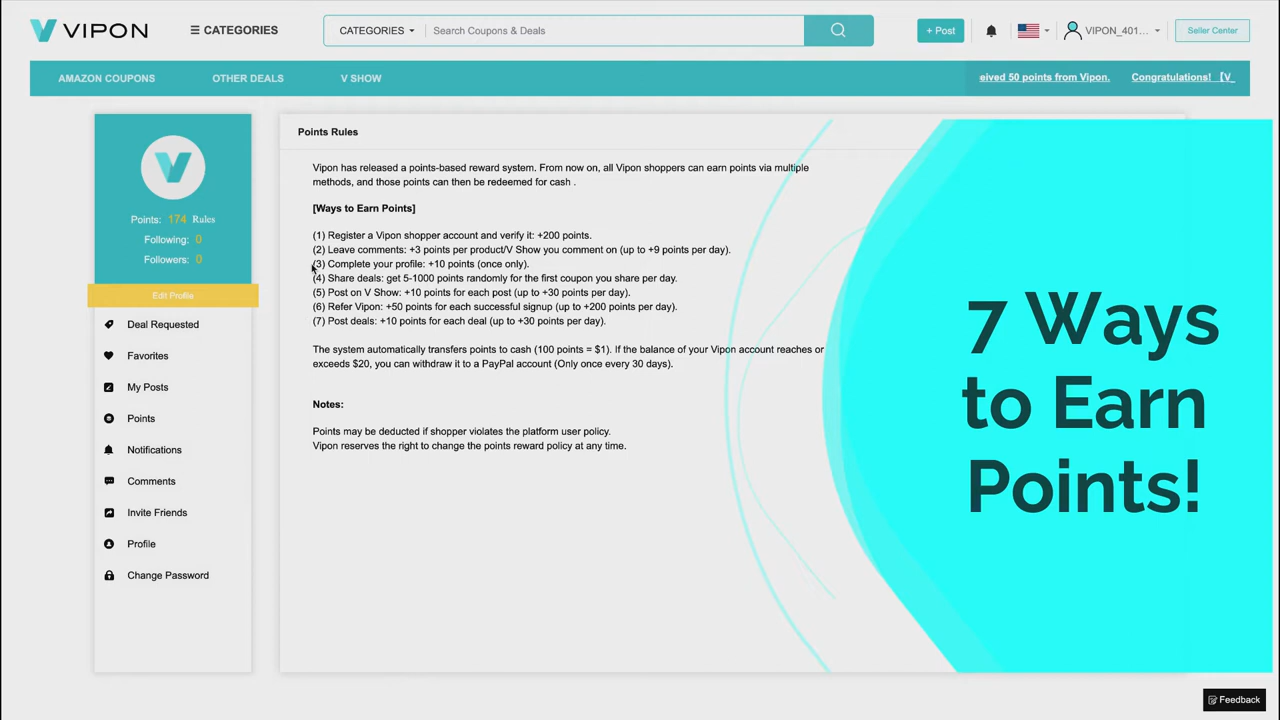 VIPON
CATEGORIES
CATEGORIES
Search Coupons & Deals
+ Post
VIPON_401...
Seller Center
AMAZON COUPONS
OTHER DEALS
V SHOW
eived 50 points from Vipon.
Congratulations! 【V_
Points: 174 Rules
Following: 0
Followers: 0
Edit Profile
Deal Requested
Favorites
My Posts
Points
Notifications
Comments
Invite Friends
Profile
Change Password
Points Rules
Vipon has released a points-based reward system. From now on, all Vipon shoppers can earn points via multiple
methods, and those points can then be redeemed for cash .
[Ways to Earn Points]
(1) Register a Vipon shopper account and verify it: +200 points.
(2) Leave comments: +3 points per product/V Show you comment on (up to +9 points per day).
(3) Complete your profile: +10 points (once only).
(4) Share deals: get 5-1000 points randomly for the first coupon you share per day.
(5) Post on V Show: +10 points for each post (up to +30 points per day).
(6) Refer Vipon: +50 points for each successful signup (up to +200 points per day).
(7) Post deals: +10 points for each deal (up to +30 points per day).
The system automatically transfers points to cash (100 points = $1). If the balance of your Vipon account reaches or
exceeds $20, you can withdraw it to a PayPal account (Only once every 30 days).
Notes:
Points may be deducted if shopper violates the platform user policy.
Vipon reserves the right to change the points reward policy at any time.
7 Ways
to Earn
Points!
Feedback